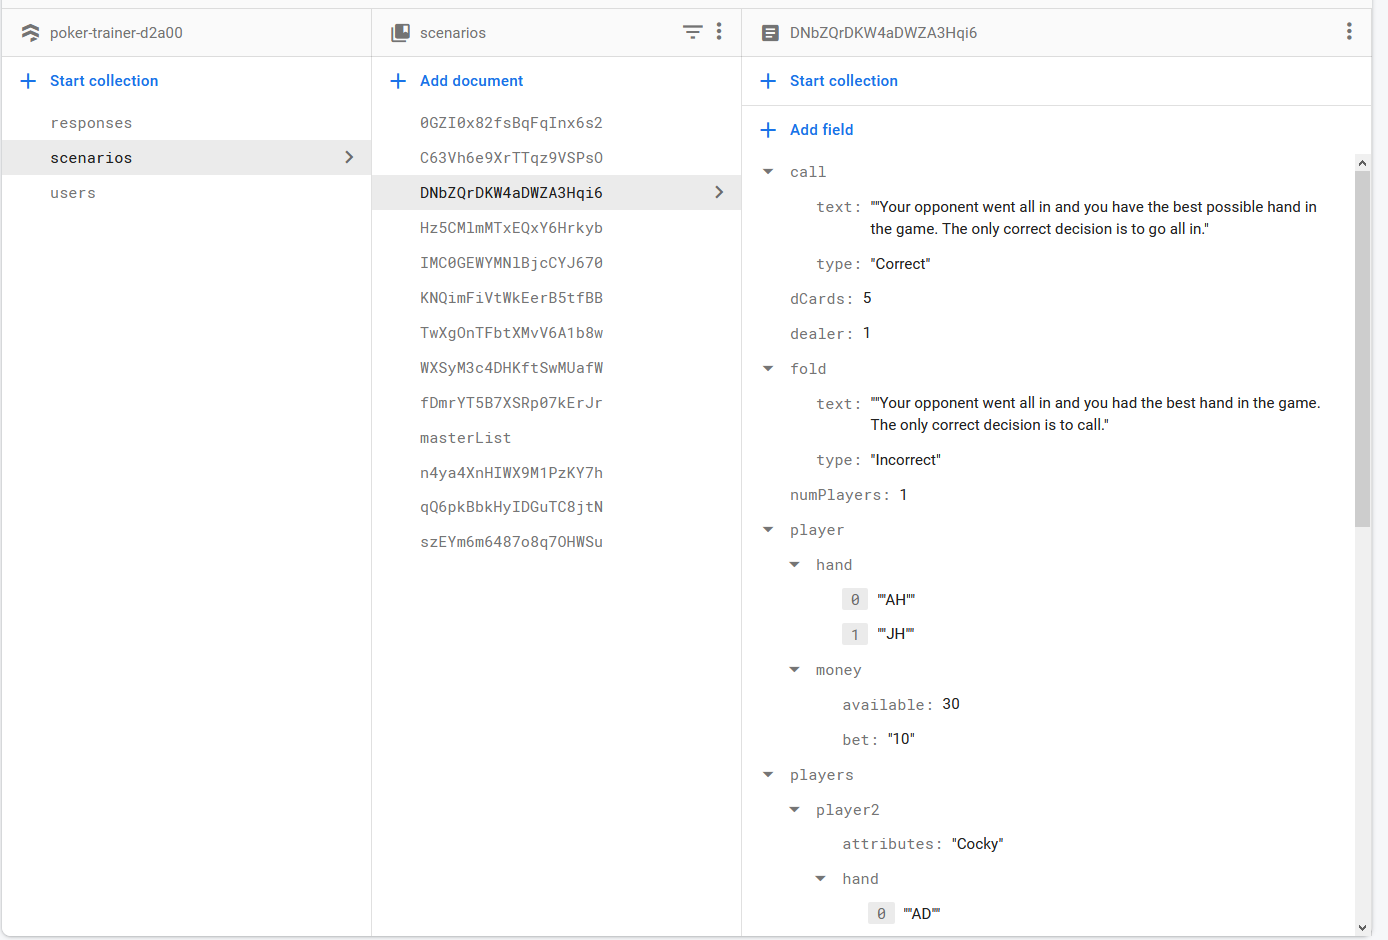 poker-trainer-d2a00
Start collection
responses
scenarios
users
scenarios
Add document
0GZI0x82fsBqFqInx6s2
C63Vh6e9XrTTqz9VSPsO
DNbZQrDKW4aDWZA3Hqi6
Hz5CMlmMTxEQxY6Hrkyb
IMC0GEWYMNlBjcCYJ670
KNQimFiVtWkEerB5tfBB
TwXgOnTFbtXMvV6A1b8w
WXSyM3c4DHKftSwMUafW
fDmrYT5B7XSRp07kErJr
masterList
n4ya4XnHIWX9M1PzKY7h
qQ6pkBbkHyIDGuTC8jtN
szEYm6m6487o8q7OHWSu
DNbZQrDKW4aDWZA3Hqi6
Start collection
Add field
call
text: ""Your opponent went all in and you have the best possible hand in
the game. The only correct decision is to go all in."
type: "Correct"
dCards: 5
dealer: 1
fold
text: ""Your opponent went all in and you had the best hand in the game.
The only correct decision is to call."
type: "Incorrect"
numPlayers: 1
player
hand
0 ""AH""
1 ""JH""
money
available: 30
bet: "10"
players
player2
attributes: "Cocky"
hand
0 ""AD""